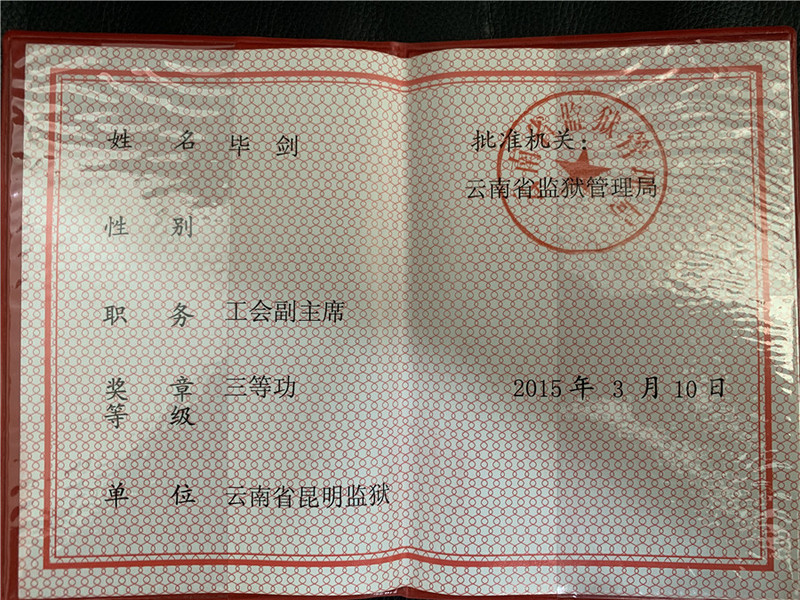 姓 名 毕 剑
性 别
职 务 工会副主席
奖 章 三等功
等 级
单 位 云南省昆明监狱
批准机关：
云南省监狱管理局
2015 年 3 月 10 日